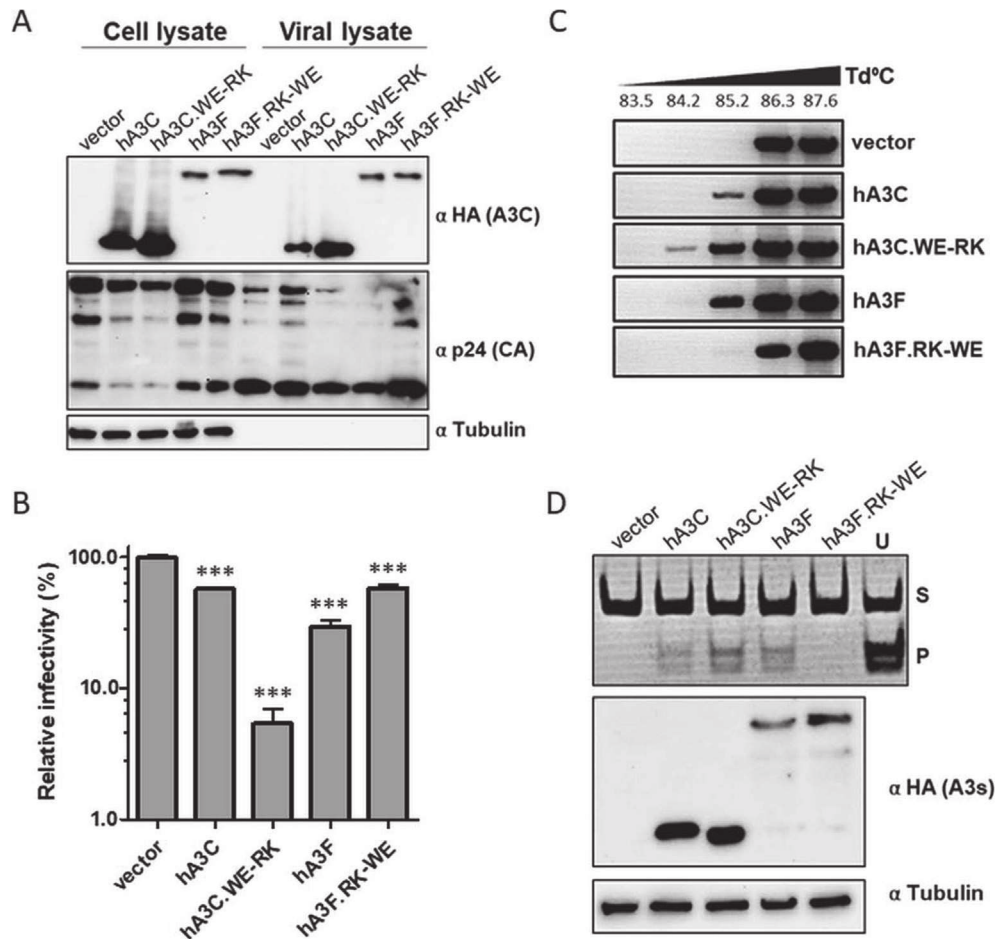 A
Cell lysate Viral lysate
vector hA3C hA3C.WE-RK hA3F hA3F.RK-WE vector hA3C hA3C.WE-RK hA3F hA3F.RK-WE
α HA (A3C)
α p24 (CA)
α Tubulin
B
Relative infectivity (%)
100.0
10.0
1.0
*** *** *** ***
vector hA3C hA3C.WE-RK hA3F hA3F.RK-WE
C
TdºC
83.5 84.2 85.2 86.3 87.6
vector
hA3C
hA3C.WE-RK
hA3F
hA3F.RK-WE
D
vector hA3C hA3C.WE-RK hA3F hA3F.RK-WE U
S
P
α HA (A3s)
α Tubulin